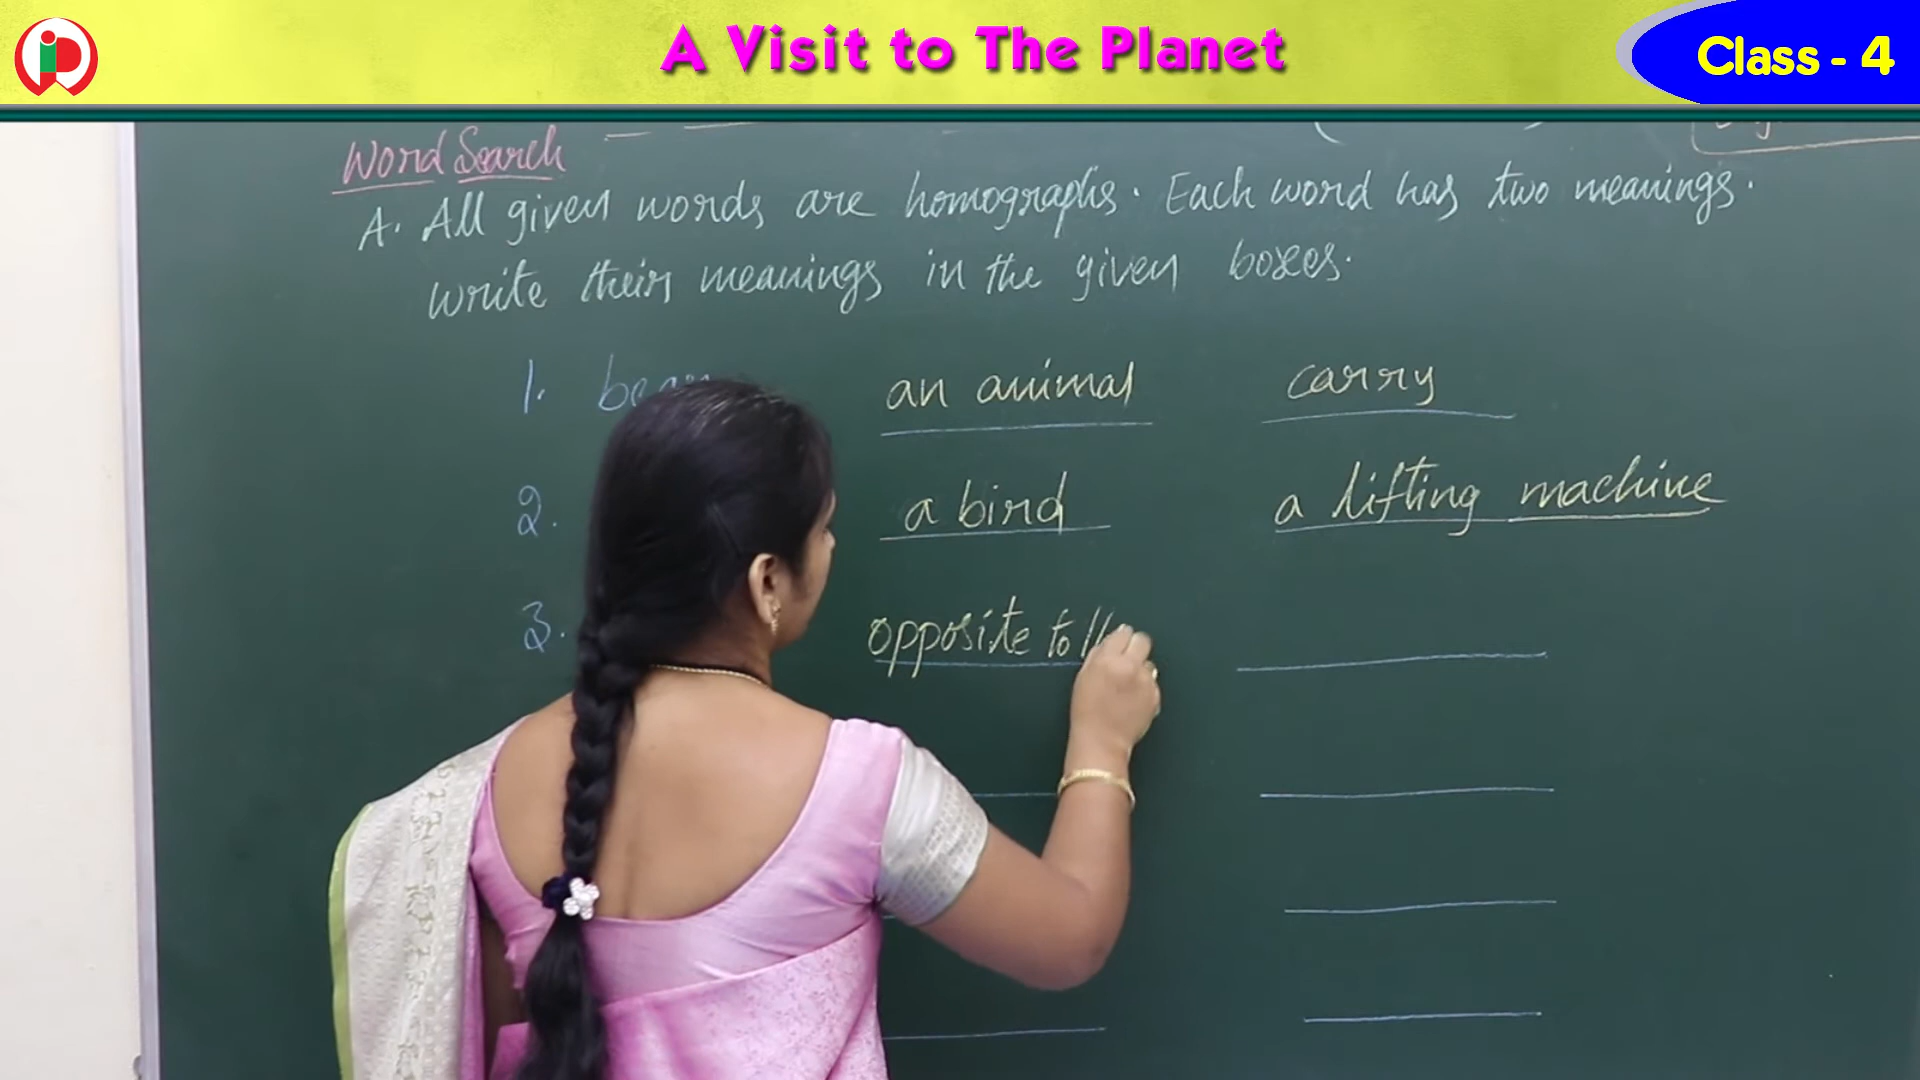 A Visit to The Planet
Class - 4
Word Search
A. All given words are homographs. Each word has two meanings.
write their meanings in the given boxes.
1. bear an animal carry
2. a bird a lifting machine
3. opposite to